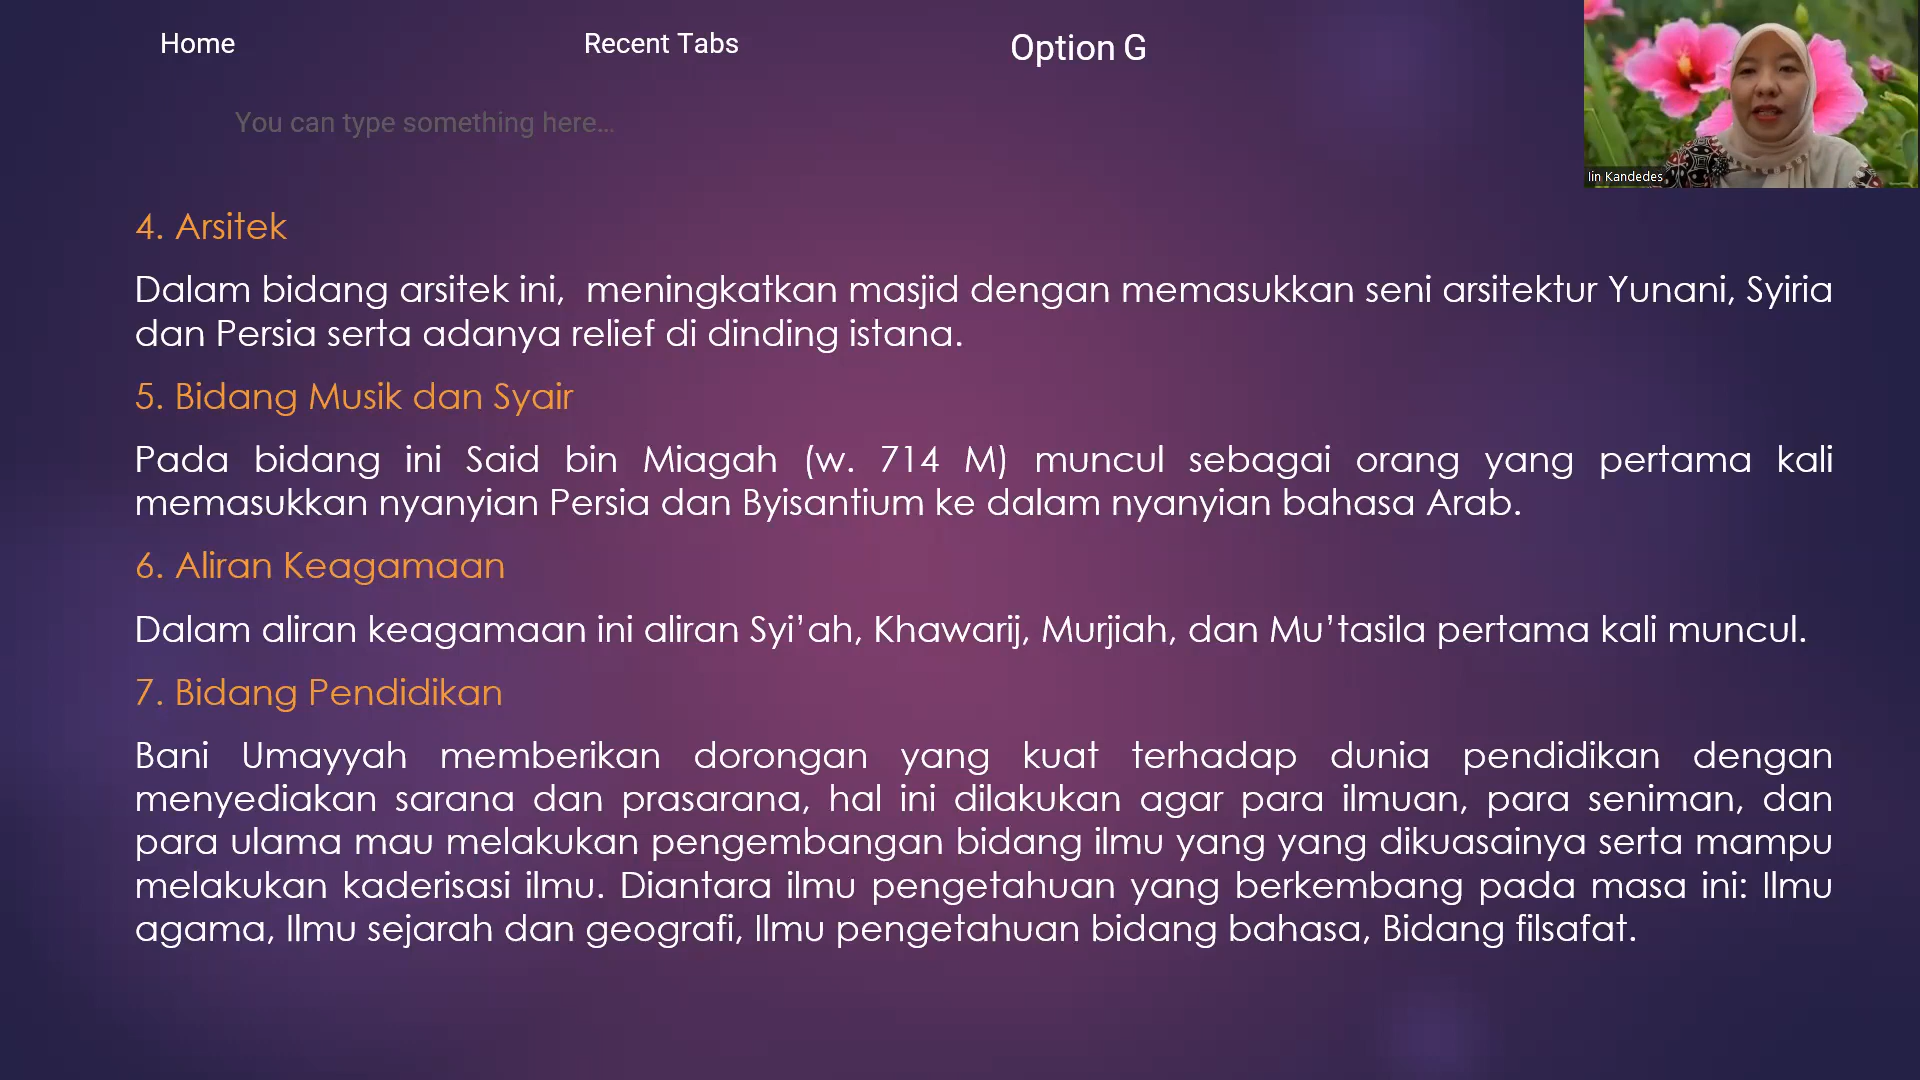 Home Recent Tabs Option G
You can type something here...
Iin Kandedes
4. Arsitek
Dalam bidang arsitek ini, meningkatkan masjid dengan memasukkan seni arsitektur Yunani, Syiria
dan Persia serta adanya relief di dinding istana.
5. Bidang Musik dan Syair
Pada bidang ini Said bin Miagah (w. 714 M) muncul sebagai orang yang pertama kali
memasukkan nyanyian Persia dan Byisantium ke dalam nyanyian bahasa Arab.
6. Aliran Keagamaan
Dalam aliran keagamaan ini aliran Syi’ah, Khawarij, Murjiah, dan Mu’tasila pertama kali muncul.
7. Bidang Pendidikan
Bani Umayyah memberikan dorongan yang kuat terhadap dunia pendidikan dengan
menyediakan sarana dan prasarana, hal ini dilakukan agar para ilmuan, para seniman, dan
para ulama mau melakukan pengembangan bidang ilmu yang yang dikuasainya serta mampu
melakukan kaderisasi ilmu. Diantara ilmu pengetahuan yang berkembang pada masa ini: Ilmu
agama, Ilmu sejarah dan geografi, Ilmu pengetahuan bidang bahasa, Bidang filsafat.